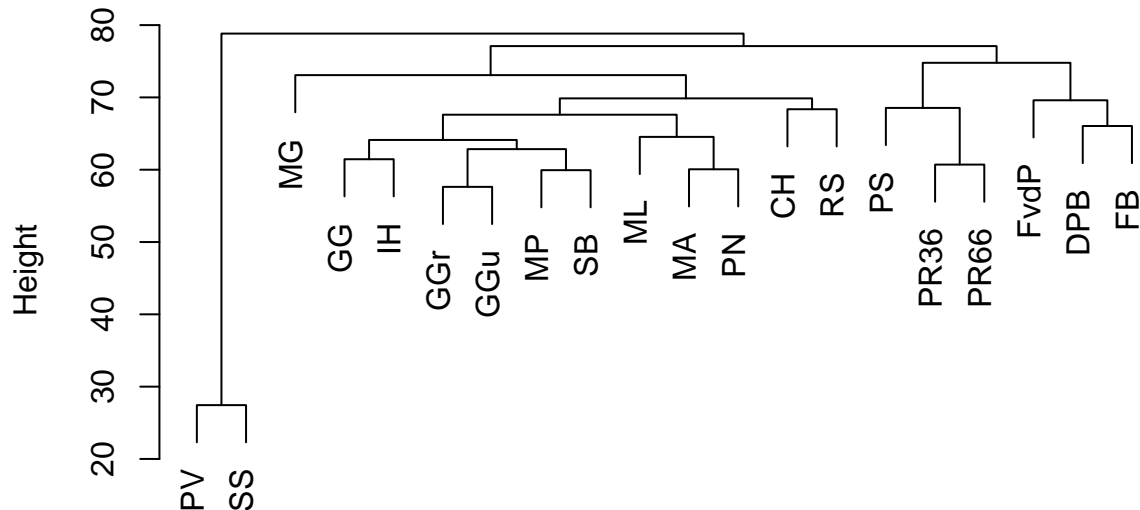 Height
80
70
60
50
40
30
20
PV
SS
MG
GG
IH
GGr
GGu
MP
SB
ML
MA
PN
CH
RS
PS
PR36
PR66
FvdP
DPB
FB